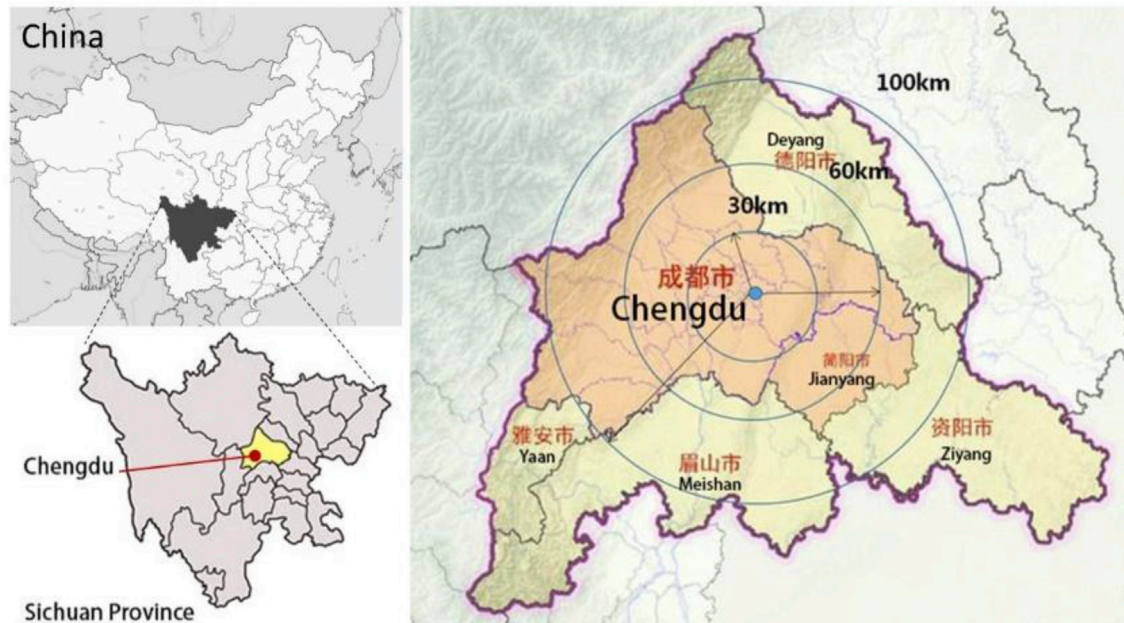 China
Chengdu
Sichuan Province
100km
Deyang
德阳市
60km
30km
成都市
Chengdu
简阳市
Jianyang
雅安市
Yaan
眉山市
Meishan
资阳市
Ziyang